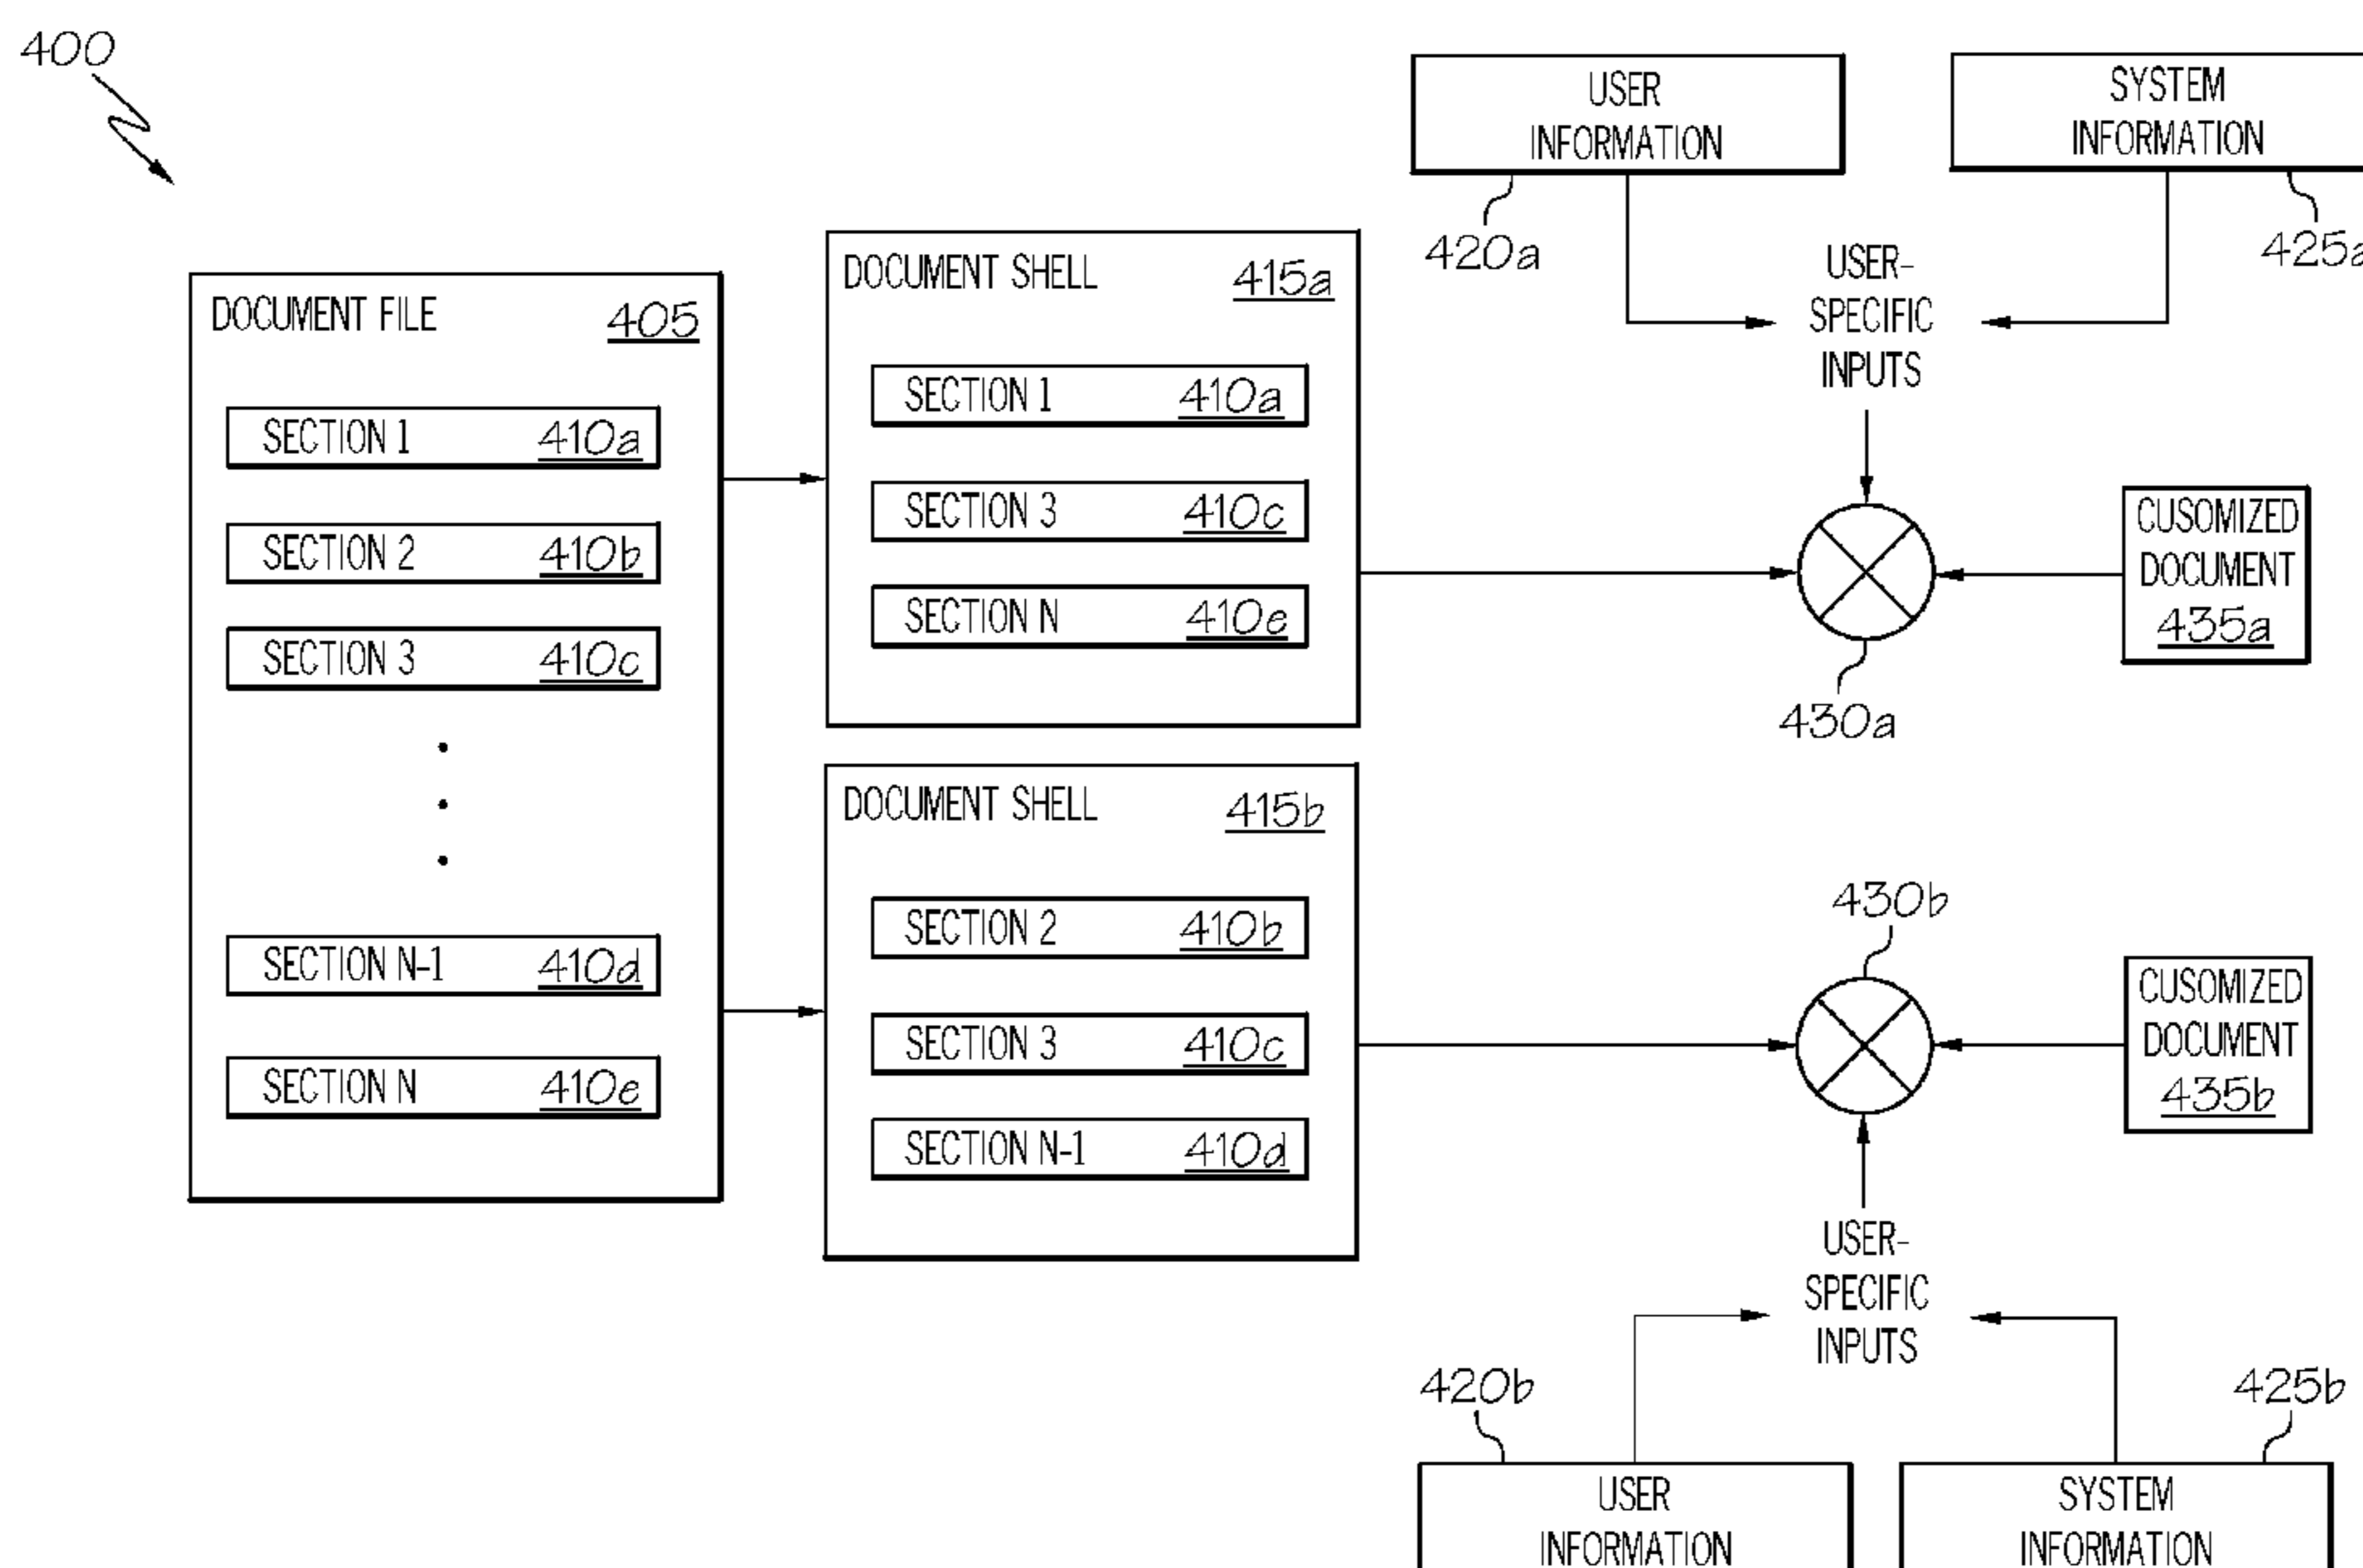 400
USER
INFORMATION
420a
SYSTEM
INFORMATION
425a
USER-
SPECIFIC
INPUTS
DOCUMENT FILE 405
SECTION 1 410a
SECTION 2 410b
SECTION 3 410c
SECTION N-1 410d
SECTION N 410e
DOCUMENT SHELL 415a
SECTION 1 410a
SECTION 3 410c
SECTION N 410e
430a
CUSOMIZED
DOCUMENT
435a
DOCUMENT SHELL 415b
SECTION 2 410b
SECTION 3 410c
SECTION N-1 410d
430b
CUSOMIZED
DOCUMENT
435b
USER-
SPECIFIC
INPUTS
420b
USER
INFORMATION
425b
SYSTEM
INFORMATION